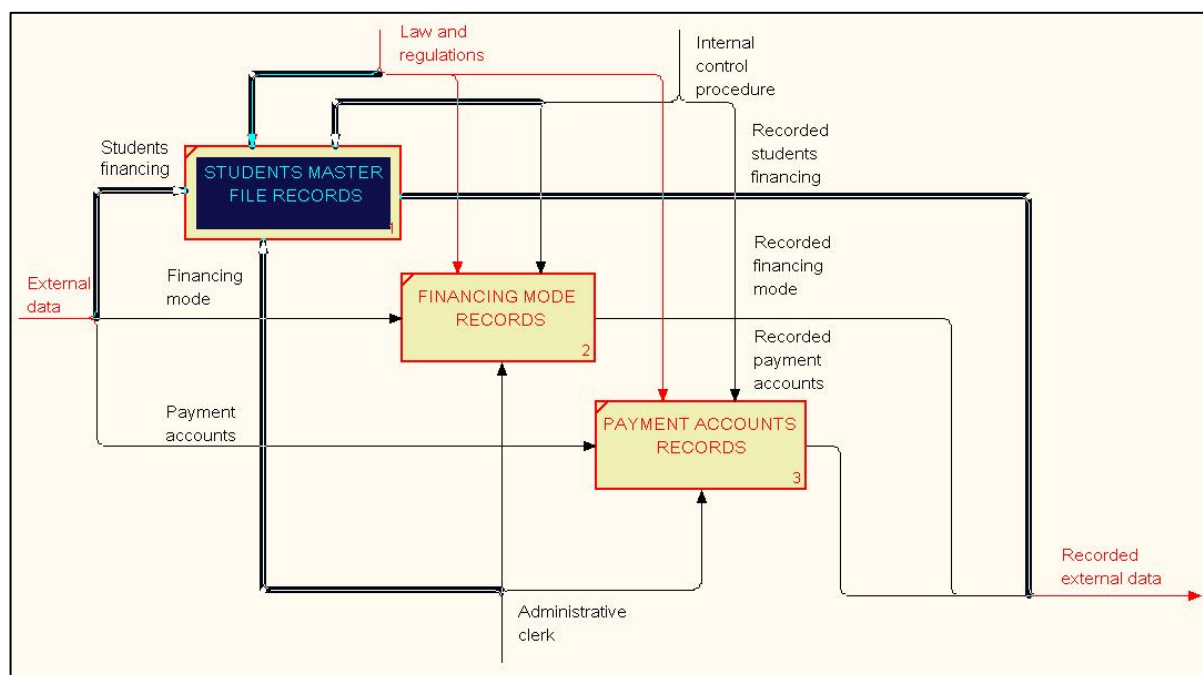 Law and
regulations
Internal
control
procedure
Students
financing
STUDENTS MASTER
FILE RECORDS
1
Recorded
students
financing
External
data
Financing
mode
FINANCING MODE
RECORDS
2
Recorded
financing
mode
Recorded
payment
accounts
Payment
accounts
PAYMENT ACCOUNTS
RECORDS
3
Administrative
clerk
Recorded
external data